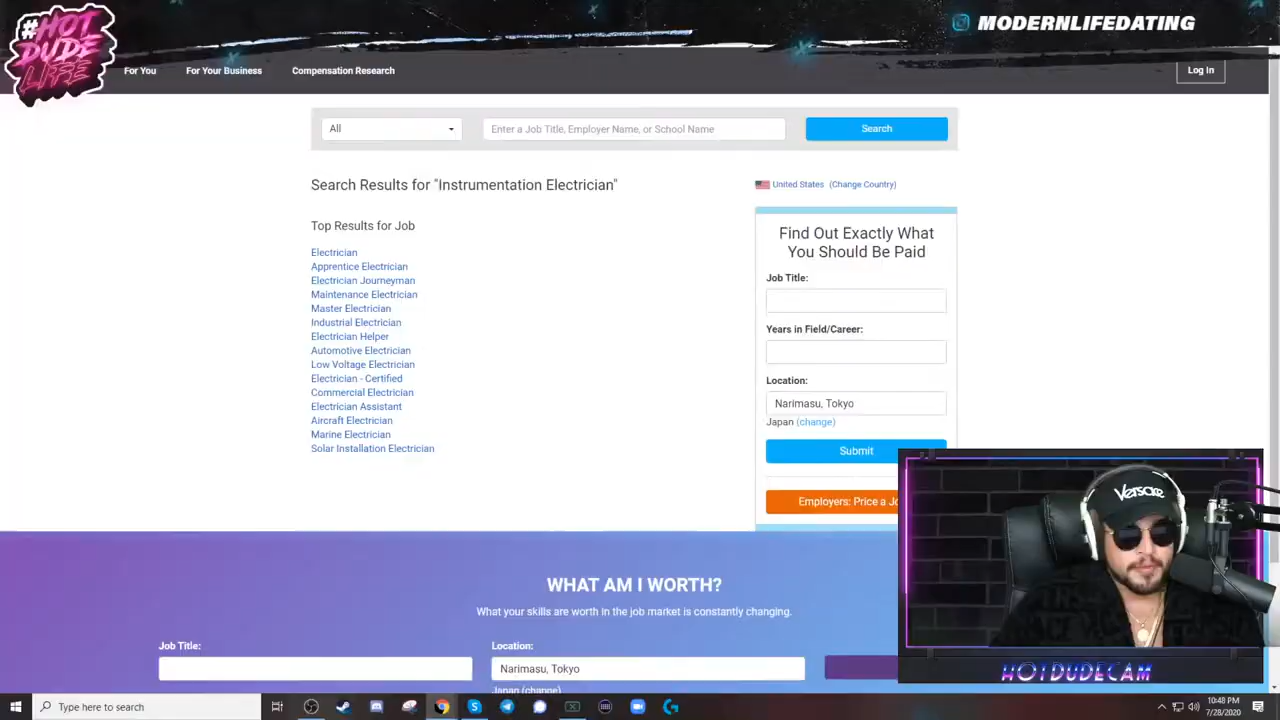 #HOT
DUDE
LIFE
MODERNLIFEDATING
For You
For Your Business
Compensation Research
Log In
All
Enter a Job Title, Employer Name, or School Name
Search
Search Results for "Instrumentation Electrician"
United States (Change Country)
Top Results for Job
Electrician
Apprentice Electrician
Electrician Journeyman
Maintenance Electrician
Master Electrician
Industrial Electrician
Electrician Helper
Automotive Electrician
Low Voltage Electrician
Electrician - Certified
Commercial Electrician
Electrician Assistant
Aircraft Electrician
Marine Electrician
Solar Installation Electrician
Find Out Exactly What
You Should Be Paid
Job Title:
Years in Field/Career:
Location:
Narimasu, Tokyo
Japan (change)
Submit
Employers: Price a Jo
WHAT AM I WORTH?
What your skills are worth in the job market is constantly changing.
Job Title:
Location:
Narimasu, Tokyo
Japan (change)
Versace
HOTDUDECAM
Type here to search
10:48 PM
7/28/2020